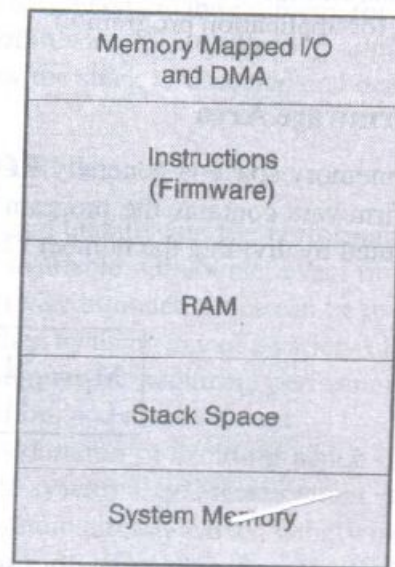 Memory Mapped I/O
and DMA
Instructions
(Firmware)
RAM
Stack Space
System Memory